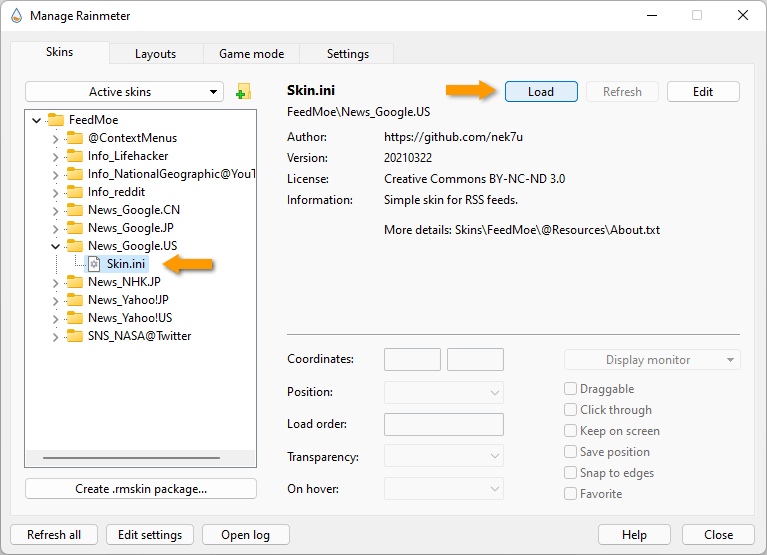 Manage Rainmeter
Skins
Layouts
Game mode
Settings
Active skins
FeedMoe
@ContextMenus
Info_Lifehacker
Info_NationalGeographic@YouT
Info_reddit
News_Google.CN
News_Google.JP
News_Google.US
Skin.ini
News_NHK.JP
News_Yahoo!JP
News_Yahoo!US
SNS_NASA@Twitter
Create .rmskin package...
Skin.ini
Load
Refresh
Edit
FeedMoe\News_Google.US
Author: https://github.com/nek7u
Version: 20210322
License: Creative Commons BY-NC-ND 3.0
Information: Simple skin for RSS feeds.
More details: Skins\FeedMoe\@Resources\About.txt
Coordinates:
Position:
Load order:
Transparency:
On hover:
Display monitor
Draggable
Click through
Keep on screen
Save position
Snap to edges
Favorite
Refresh all
Edit settings
Open log
Help
Close